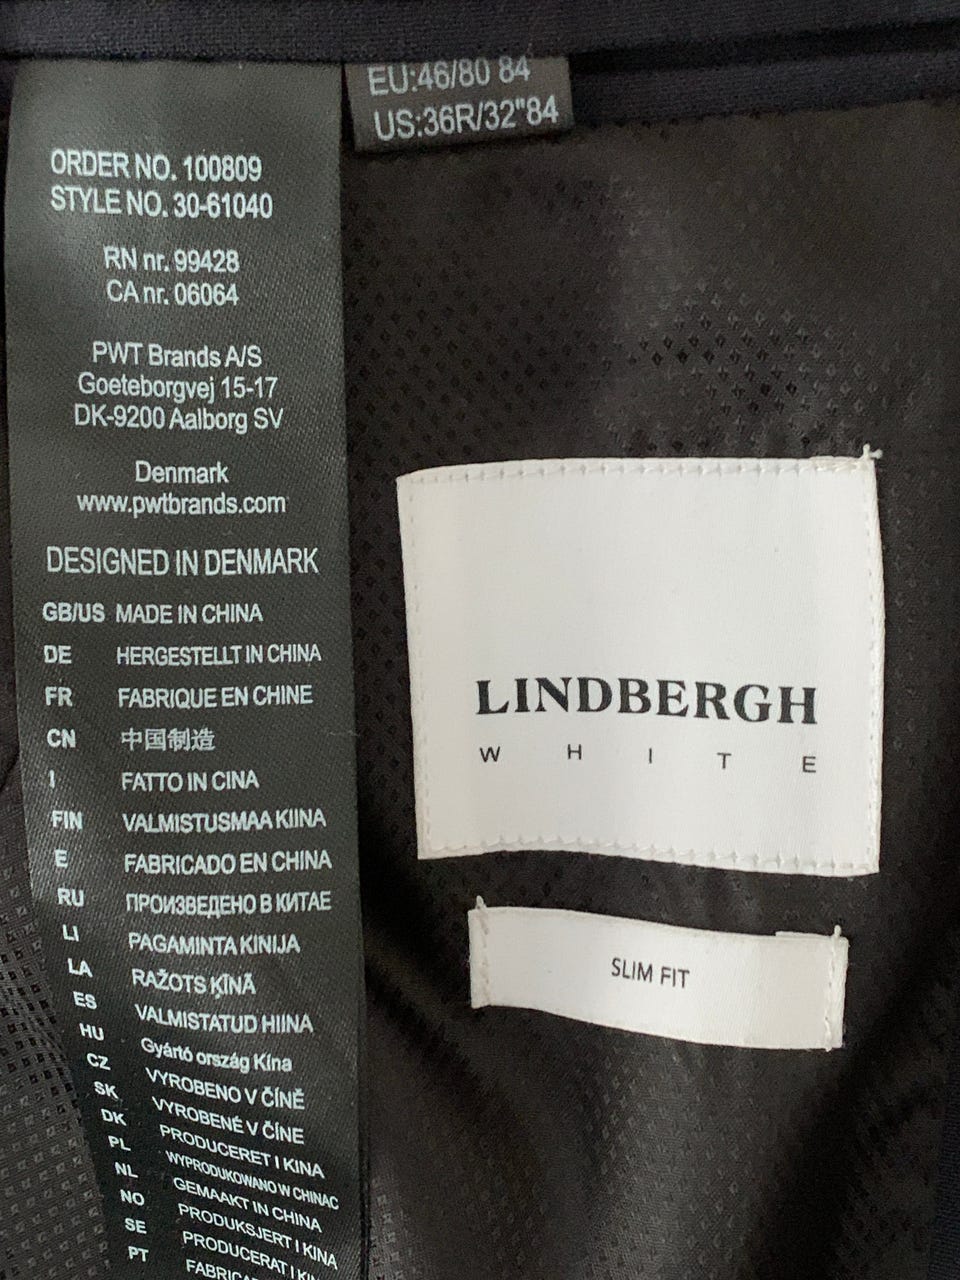 EU:46/80 84
US:36R/32"84
ORDER NO. 100809
STYLE NO. 30-61040
RN nr. 99428
CA nr. 06064
PWT Brands A/S
Goeteborgvej 15-17
DK-9200 Aalborg SV
Denmark
www.pwtbrands.com
DESIGNED IN DENMARK
GB/US MADE IN CHINA
DE HERGESTELLT IN CHINA
FR FABRIQUE EN CHINE
CN 中国制造
I FATTO IN CINA
FIN VALMISTUSMAA KIINA
E FABRICADO EN CHINA
RU ПРОИЗВЕДЕНО В КИТАЕ
LI PAGAMINTA KINIJA
LA RAŽOTS ĶĪNĀ
ES VALMISTATUD HIINA
HU Gyártó ország Kína
CZ VYROBENO V ČÍNĚ
SK VYROBENÉ V ČÍNE
DK PRODUCERET I KINA
PL WYPRODUKOWANO W CHINAC
NL GEMAAKT IN CHINA
NO PRODUKSJERT I KINA
SE PRODUCERAT I
PT
LINDBERGH
WHITE
SLIM FIT